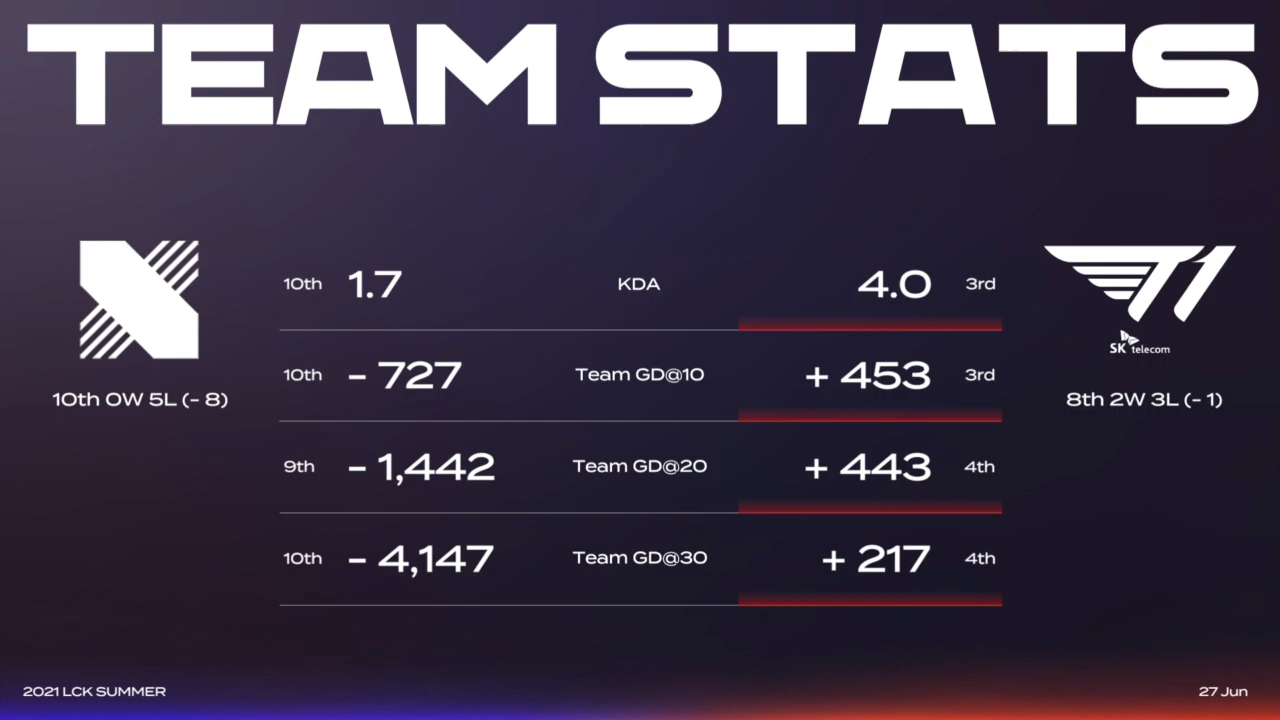 TEAM STATS
10th 1.7 KDA 4.0 3rd
T1
SK telecom
10th - 727 Team GD@10 + 453 3rd
10th 0W 5L (- 8)
8th 2W 3L (- 1)
9th - 1,442 Team GD@20 + 443 4th
10th - 4,147 Team GD@30 + 217 4th
2021 LCK SUMMER
27 Jun